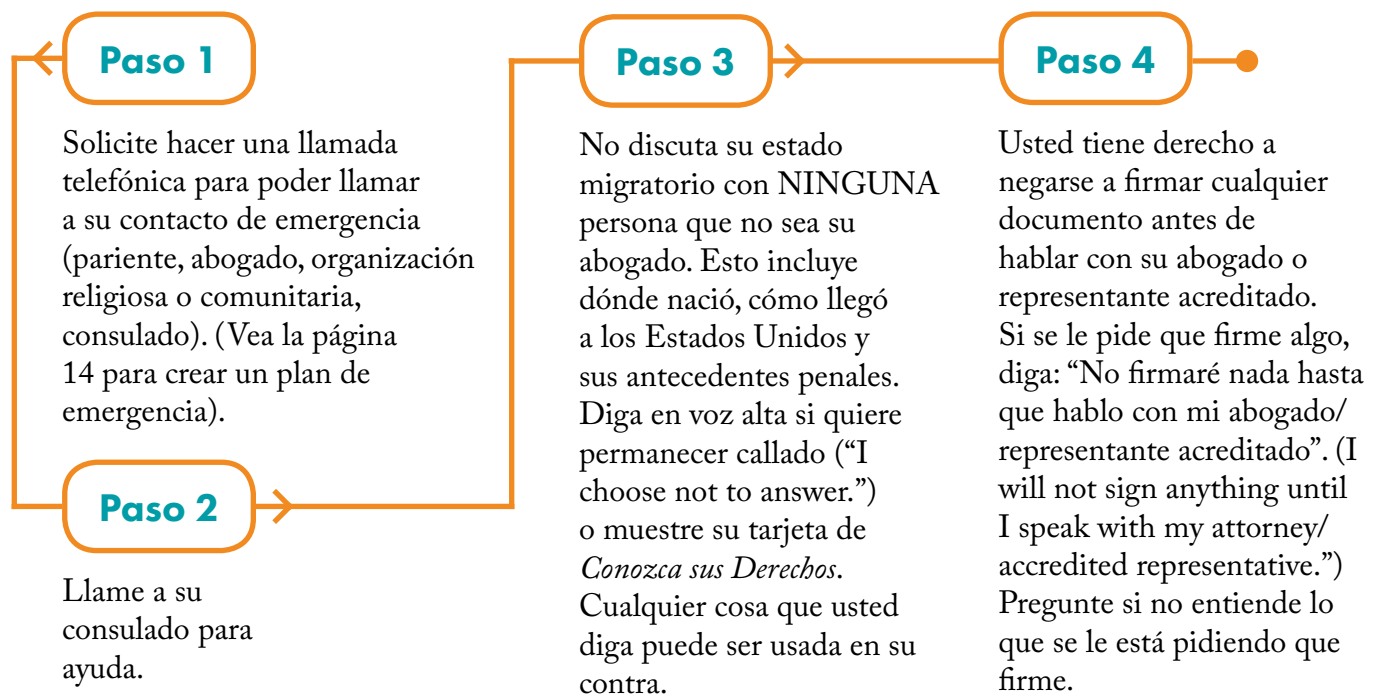 Paso 1
Solicite hacer una llamada
telefónica para poder llamar
a su contacto de emergencia
(pariente, abogado, organización
religiosa o comunitaria,
consulado). (Vea la página
14 para crear un plan de
emergencia).
Paso 2
Llame a su
consulado para
ayuda.
Paso 3
No discuta su estado
migratorio con NINGUNA
persona que no sea su
abogado. Esto incluye
dónde nació, cómo llegó
a los Estados Unidos y
sus antecedentes penales.
Diga en voz alta si quiere
permanecer callado (“I
choose not to answer.”)
o muestre su tarjeta de
Conozca sus Derechos.
Cualquier cosa que usted
diga puede ser usada en su
contra.
Paso 4
Usted tiene derecho a
negarse a firmar cualquier
documento antes de
hablar con su abogado o
representante acreditado.
Si se le pide que firme algo,
diga: “No firmaré nada hasta
que hablo con mi abogado/
representante acreditado”. (I
will not sign anything until
I speak with my attorney/
accredited representative.”)
Pregunte si no entiende lo
que se le está pidiendo que
firme.